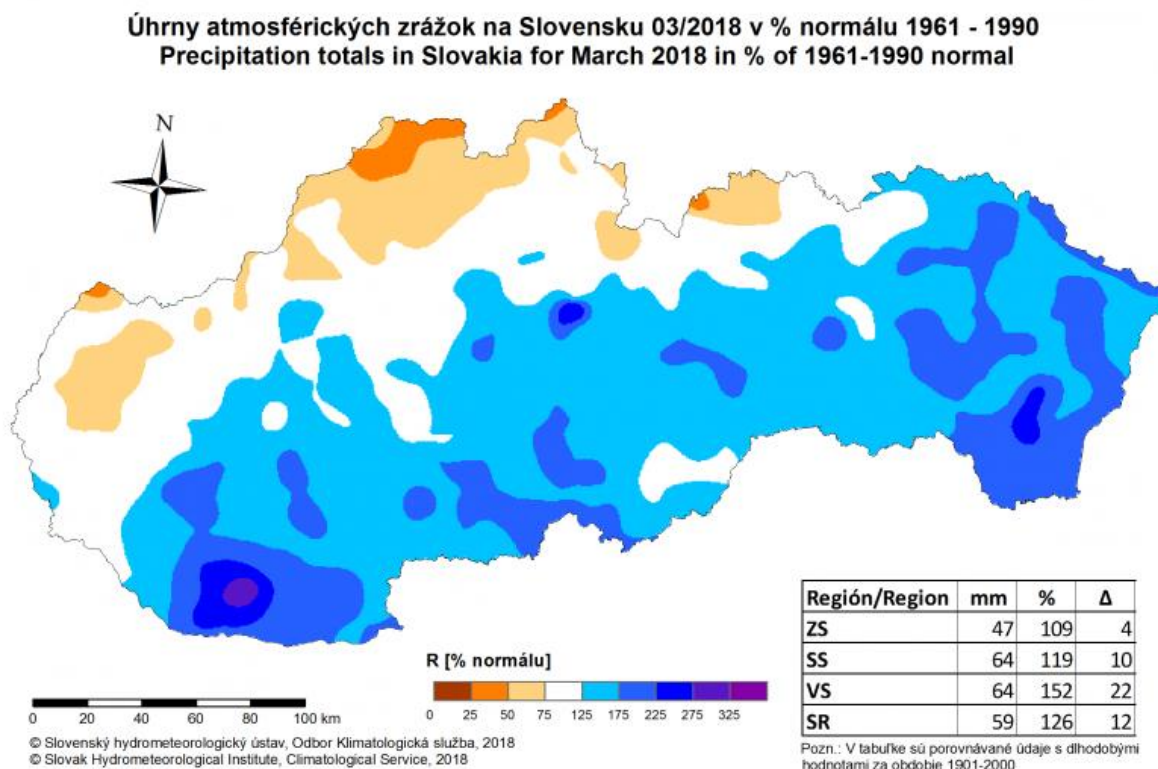 Úhrny atmosférických zrážok na Slovensku 03/2018 v % normálu 1961 - 1990
Precipitation totals in Slovakia for March 2018 in % of 1961-1990 normal
N
Región/Region mm % Δ
ZS 47 109 4
SS 64 119 10
VS 64 152 22
SR 59 126 12
R [% normálu]
0 25 50 75 125 175 225 275 325
0 20 40 60 80 100 km
© Slovenský hydrometeorologický ústav, Odbor Klimatologická služba, 2018
© Slovak Hydrometeorological Institute, Climatological Service, 2018
Pozn.: V tabuľke sú porovnávané údaje s dlhodobými
hodnotami za obdobie 1901-2000